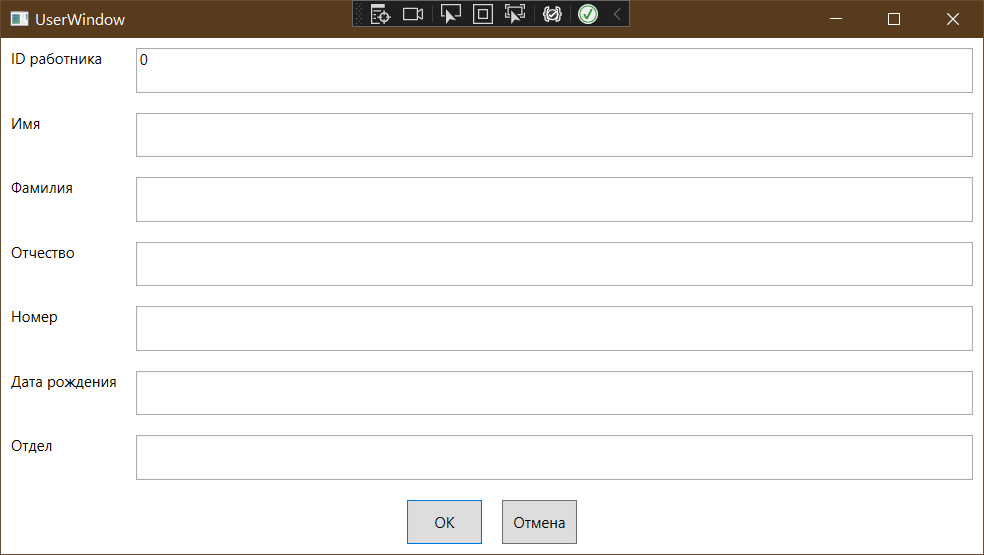 UserWindow
ID работника
0
Имя
Фамилия
Отчество
Номер
Дата рождения
Отдел
OK
Отмена